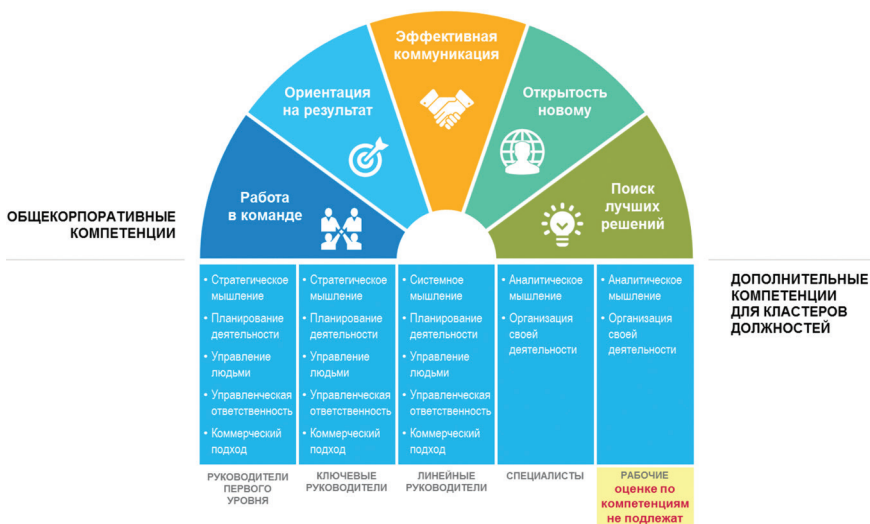 Эффективная
коммуникация
Ориентация
на результат
Открытость
новому
Работа
в команде
Поиск
лучших
решений
ОБЩЕКОРПОРАТИВНЫЕ
КОМПЕТЕНЦИИ
ДОПОЛНИТЕЛЬНЫЕ
КОМПЕТЕНЦИИ
ДЛЯ КЛАСТЕРОВ
ДОЛЖНОСТЕЙ
• Стратегическое
мышление
• Планирование
деятельности
• Управление
людьми
• Управленческая
ответственность
• Коммерческий
подход
• Стратегическое
мышление
• Планирование
деятельности
• Управление
людьми
• Управленческая
ответственность
• Коммерческий
подход
• Системное
мышление
• Планирование
деятельности
• Управление
людьми
• Управленческая
ответственность
• Коммерческий
подход
• Аналитическое
мышление
• Организация
своей
деятельности
• Аналитическое
мышление
• Организация
своей
деятельности
РУКОВОДИТЕЛИ
ПЕРВОГО
УРОВНЯ
КЛЮЧЕВЫЕ
РУКОВОДИТЕЛИ
ЛИНЕЙНЫЕ
РУКОВОДИТЕЛИ
СПЕЦИАЛИСТЫ
РАБОЧИЕ
оценке по
компетенциям
не подлежат